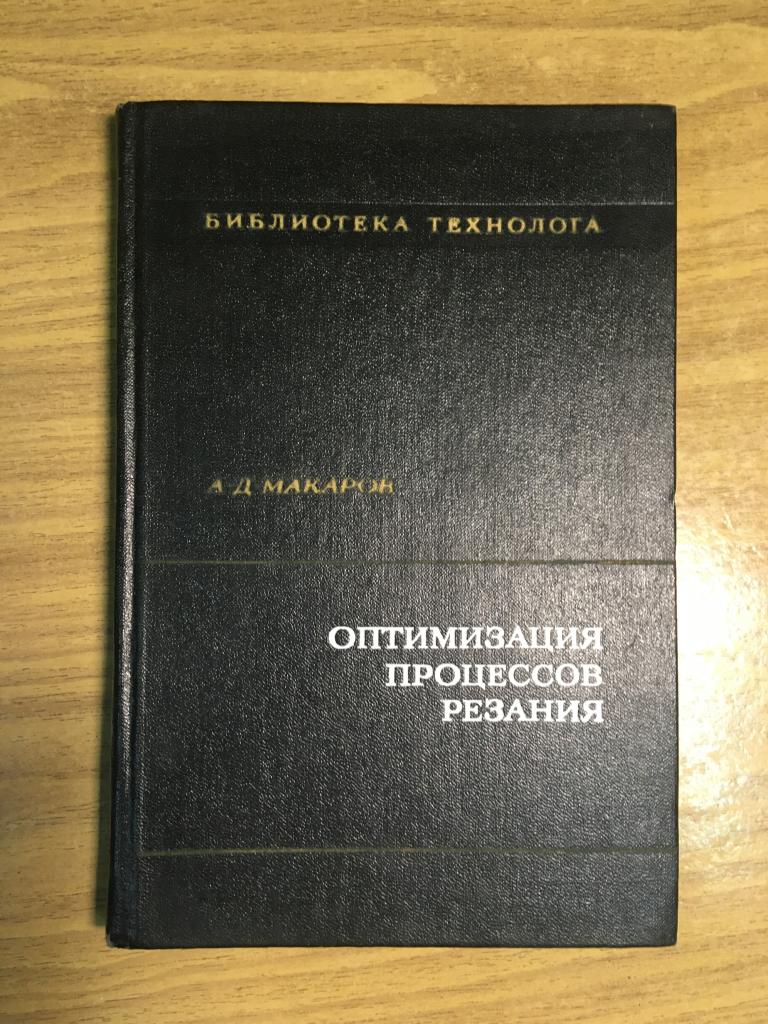 БИБЛИОТЕКА ТЕХНОЛОГА
А Д МАКАРОВ
ОПТИМИЗАЦИЯ
ПРОЦЕССОВ
РЕЗАНИЯ